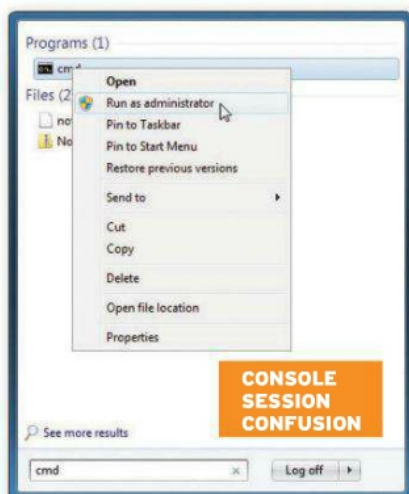 Programs (1)
cmd
Open
Files (2
Run as administrator
Pin to Taskbar
No
Pin to Start Menu
Restore previous versions
Send to
Cut
Copy
Delete
Open file location
Properties
CONSOLE
SESSION
CONFUSION
See more results
cmd
Log off